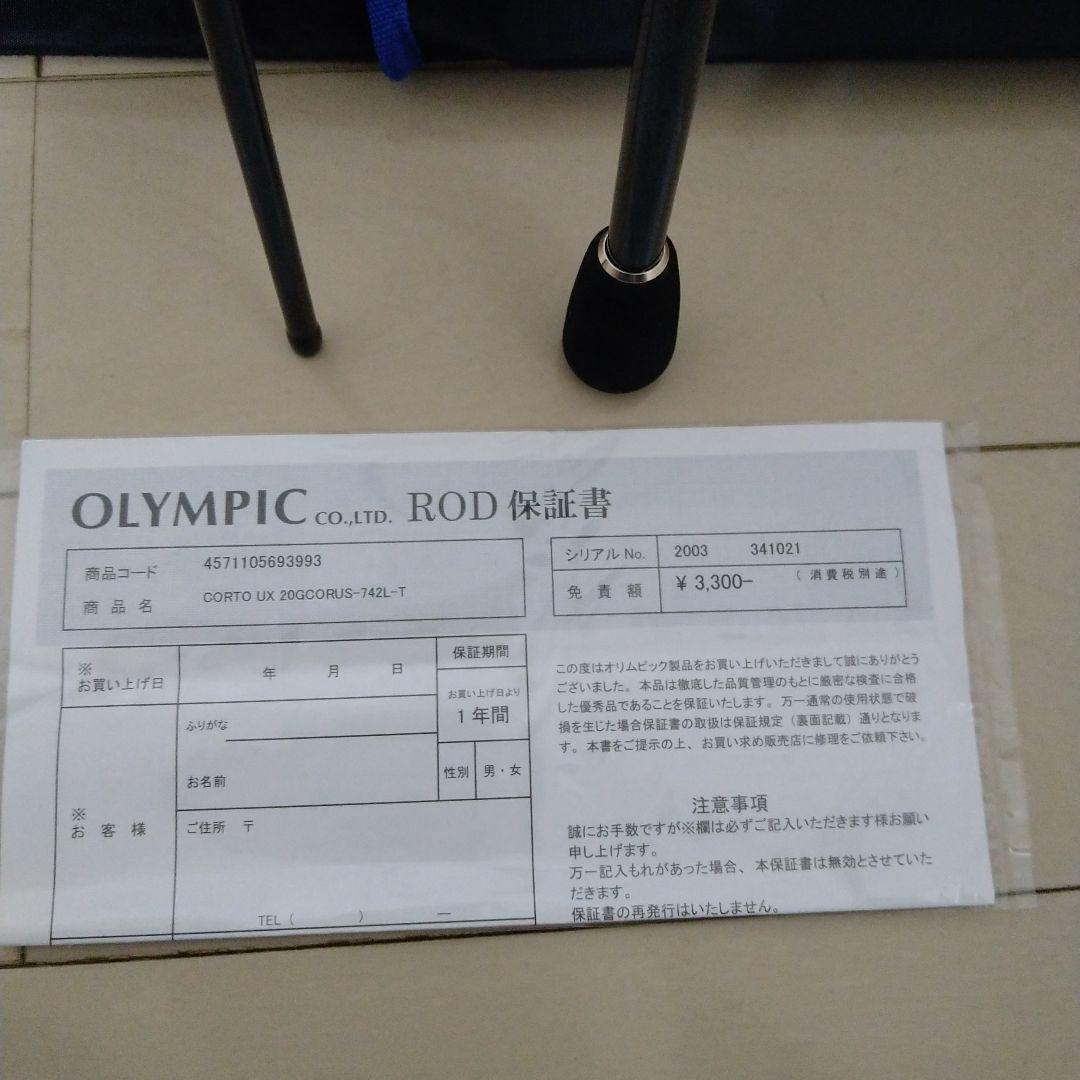 OLYMPIC CO.,LTD. ROD 保証書
商品コード 4571105693993
商品名 CORTO UX 20GCORUS-742L-T
シリアル No. 2003 341021
免責額 ¥ 3,300- (消費税別途)
※
お買い上げ日 年 月 日
保証期間
お買い上げ日より
1年間
ふりがな
お名前
性別 男・女
※
お客様
ご住所 〒
TEL ( ) ―
この度はオリムピック製品をお買い上げいただきまして誠にありがとう
ございました。本品は徹底した品質管理のもとに厳密な検査に合格
した優秀品であることを保証いたします。万一通常の使用状態で破
損を生じた場合保証書の取扱は保証規定(裏面記載)通りとなりま
す。本書をご提示の上、お買い求め販売店に修理をご依頼下さい。
注意事項
誠にお手数ですが※欄は必ずご記入いただきます様お願い
申し上げます。
万一記入もれがあった場合、本保証書は無効とさせていた
だきます。
保証書の再発行はいたしません。